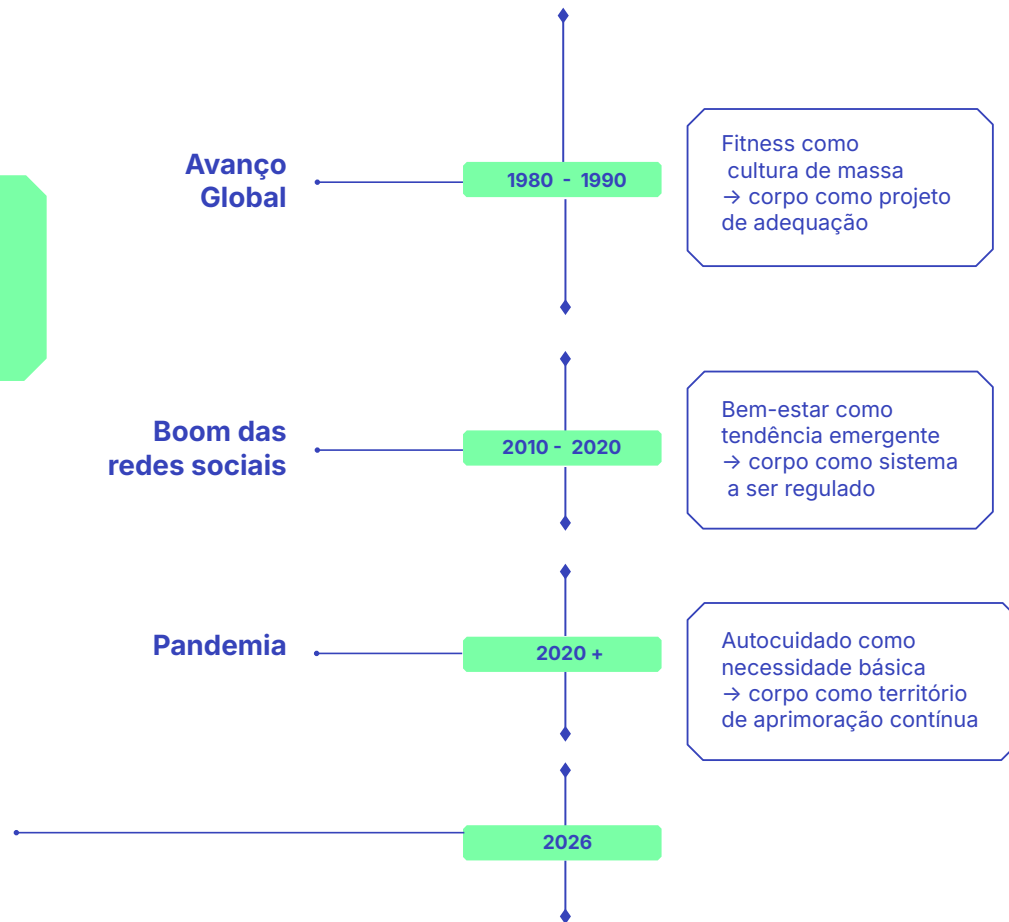 Avanço
Global
1980 - 1990
Fitness como
cultura de massa
→ corpo como projeto
de adequação
Boom das
redes sociais
2010 - 2020
Bem-estar como
tendência emergente
→ corpo como sistema
a ser regulado
Pandemia
2020 +
Autocuidado como
necessidade básica
→ corpo como território
de aprimoração contínua
2026